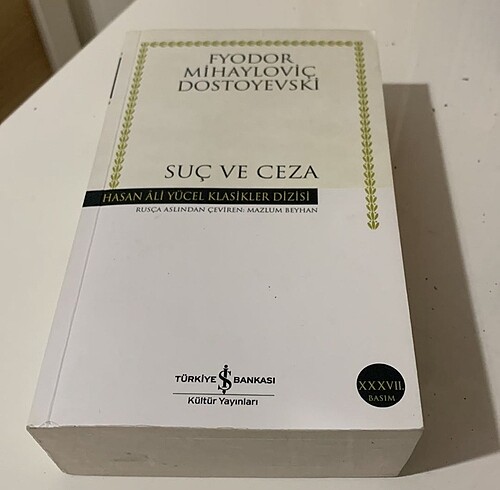 FYODOR
MİHAYLOVİÇ
DOSTOYEVSKİ
SUÇ VE CEZA
HASAN ÂLİ YÜCEL KLASİKLER DİZİSİ
RUSÇA ASLINDAN ÇEVİREN: MAZLUM BEYHAN
TÜRKİYE İŞ BANKASI
Kültür Yayınları
XXXVII.
BASIM